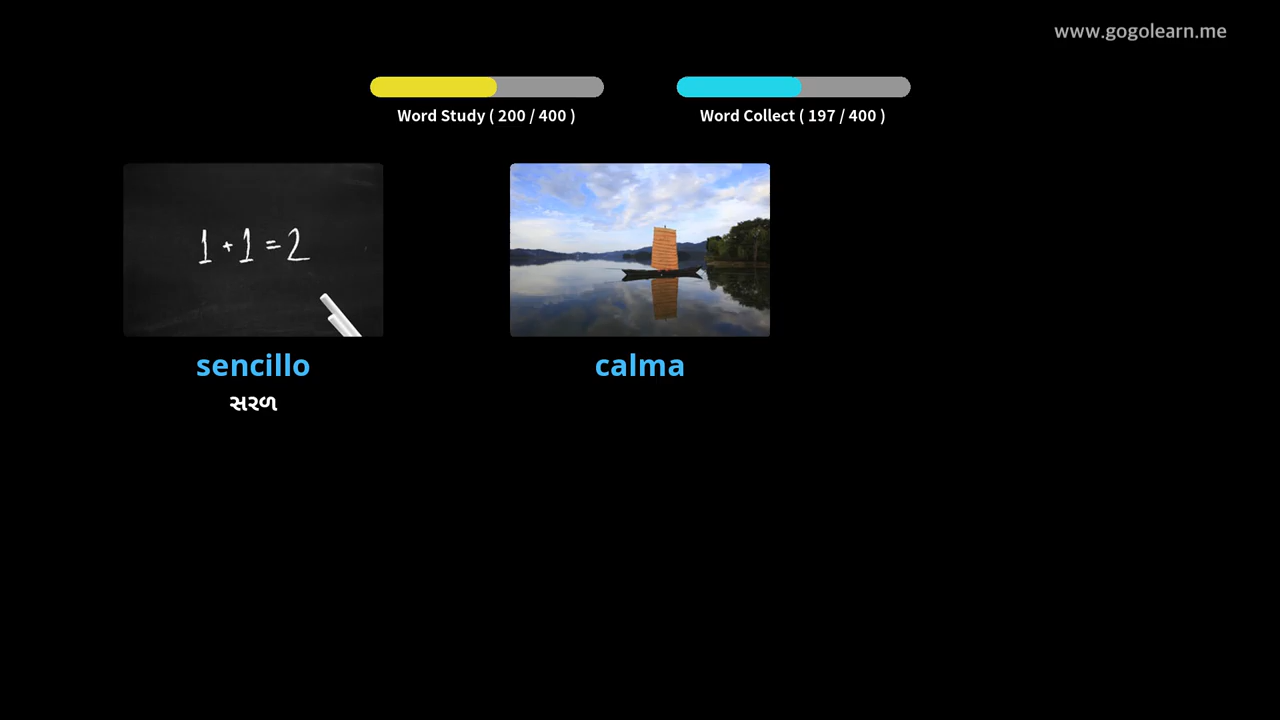 www.gogolearn.me
Word Study ( 200 / 400 )
Word Collect ( 197 / 400 )
1 + 1 = 2
sencillo
સરળ
calma